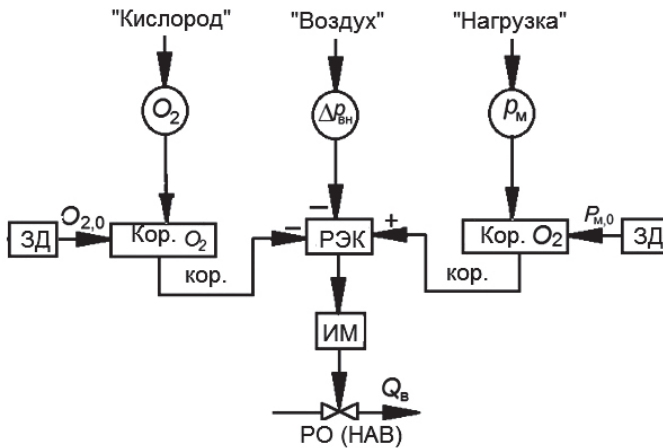 "Кислород" "Воздух" "Нагрузка"
O₂ Δpвн pм
− −
O₂,₀ + Pм,0
ЗД Кор. O₂ РЭК Кор. O₂ ЗД
кор. кор.
ИМ
Qв
РО (НАВ)